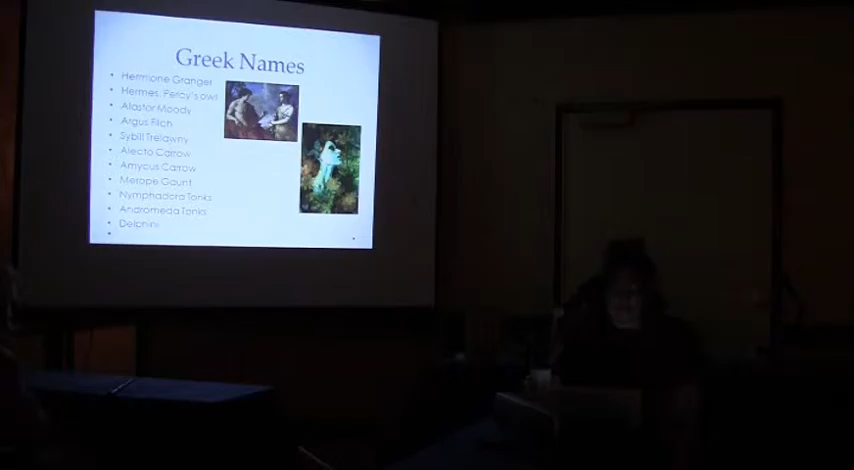 Greek Names
• Hermione Granger
• Hermes, Percy's owl
• Alastor Moody
• Argus Filch
• Sybill Trelawny
• Alecto Carrow
• Amycus Carrow
• Merope Gaunt
• Nymphadora Tonks
• Andromeda Tonks
• Delphini